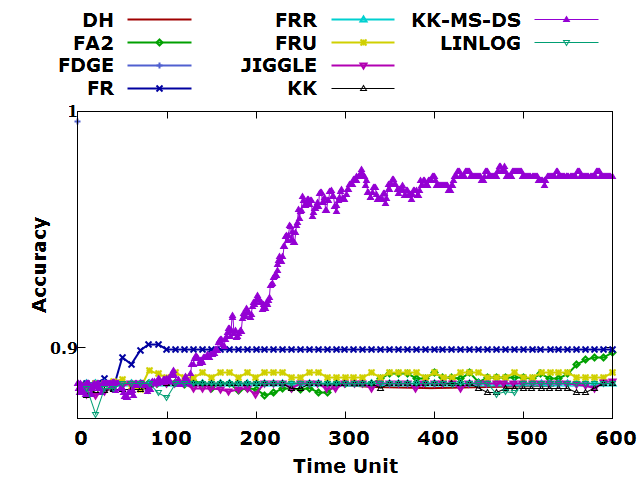 DH FRR KK-MS-DS
FA2 FRU LINLOG
FDGE JIGGLE
FR KK
1
0.9
Accuracy
0 100 200 300 400 500 600
Time Unit